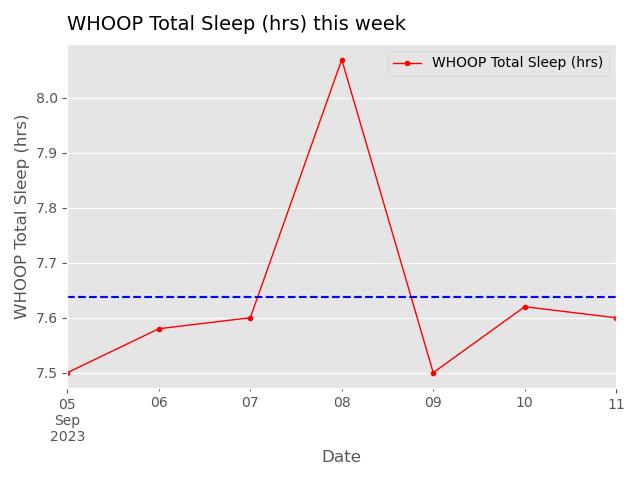 WHOOP Total Sleep (hrs) this week
WHOOP Total Sleep (hrs)
WHOOP Total Sleep (hrs)
8.0
7.9
7.8
7.7
7.6
7.5
05 06 07 08 09 10 11
Sep
2023
Date